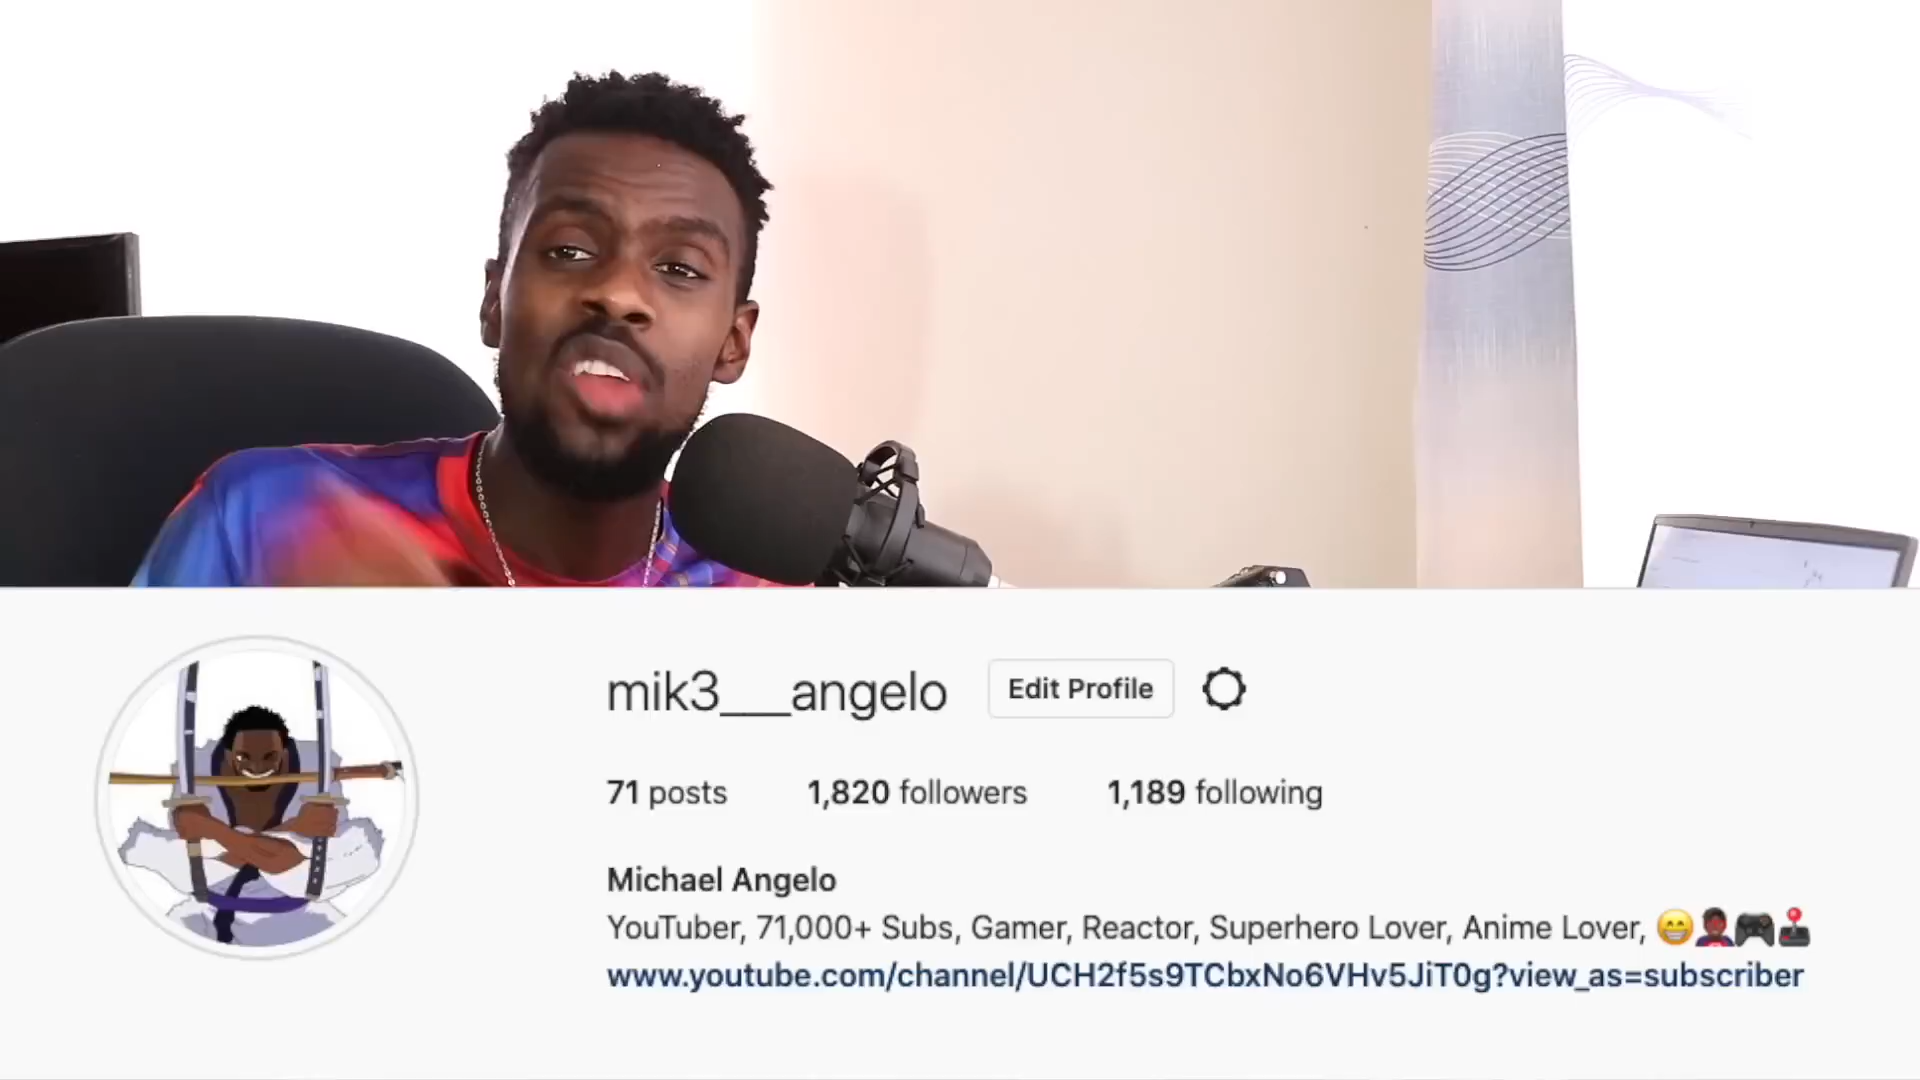 mik3___angelo Edit Profile
71 posts 1,820 followers 1,189 following
Michael Angelo
YouTuber, 71,000+ Subs, Gamer, Reactor, Superhero Lover, Anime Lover, 😁🦸🏿‍♂️🎮🕹️
www.youtube.com/channel/UCH2f5s9TCbxNo6VHv5JiT0g?view_as=subscriber